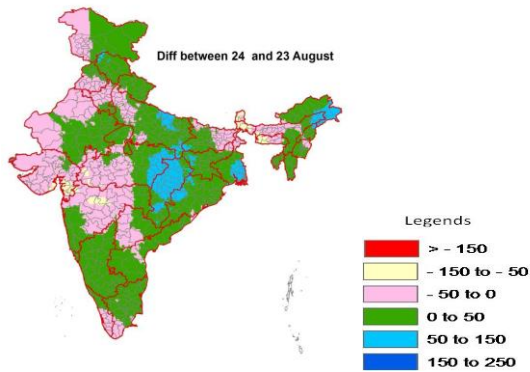 Diff between 24 and 23 August
Legends
> - 150
- 150 to - 50
- 50 to 0
0 to 50
50 to 150
150 to 250